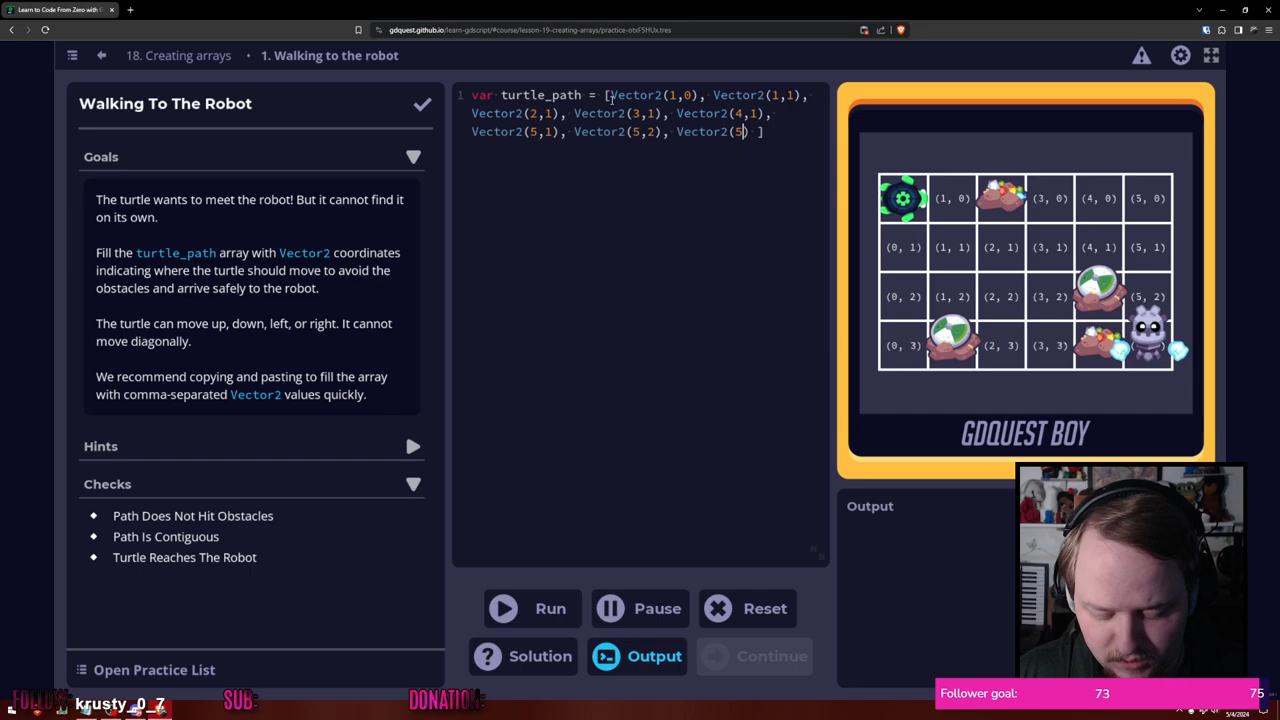 Learn to Code From Zero with
gdquest.github.io/learn-gdscript/#course/lesson-19-creating-arrays/practice-otxF5HUx.tres
18. Creating arrays • 1. Walking to the robot
Walking To The Robot
Goals
The turtle wants to meet the robot! But it cannot find it
on its own.
Fill the turtle_path array with Vector2 coordinates
indicating where the turtle should move to avoid the
obstacles and arrive safely to the robot.
The turtle can move up, down, left, or right. It cannot
move diagonally.
We recommend copying and pasting to fill the array
with comma-separated Vector2 values quickly.
Hints
Checks
Path Does Not Hit Obstacles
Path Is Contiguous
Turtle Reaches The Robot
Open Practice List
1 var turtle_path = [Vector2(1,0), Vector2(1,1),
Vector2(2,1), Vector2(3,1), Vector2(4,1),
Vector2(5,1), Vector2(5,2), Vector2(5) ]
Run
Pause
Reset
Solution
Output
Continue
(1, 0) (3, 0) (4, 0) (5, 0)
(0, 1) (1, 1) (2, 1) (3, 1) (4, 1) (5, 1)
(0, 2) (1, 2) (2, 2) (3, 2) (5, 2)
(0, 3) (2, 3) (3, 3)
GDQUEST BOY
Output
FOLLOW: krusty_0_7 SUB: DONATION:
Follower goal: 73 75
5/4/2024